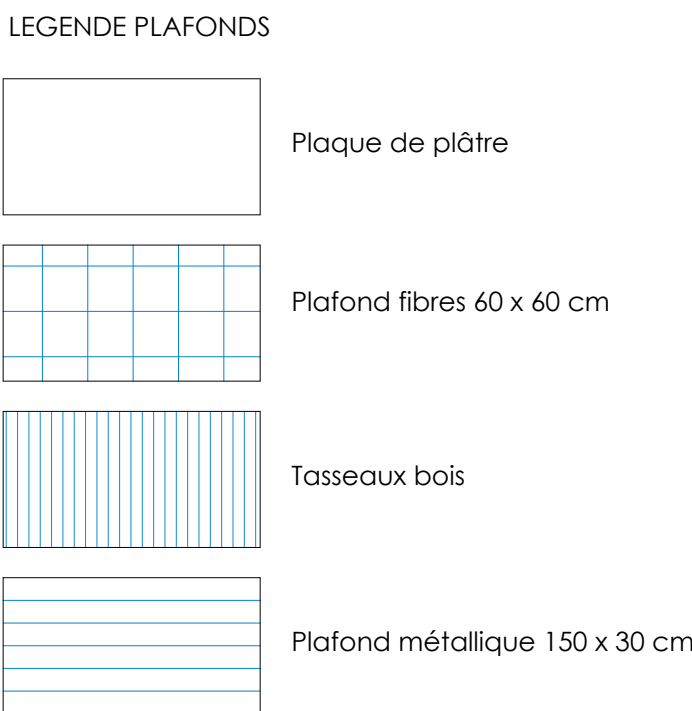 LEGENDE PLAFONDS
Plaque de plâtre
Plafond fibres 60 x 60 cm
Tasseaux bois
Plafond métallique 150 x 30 cm